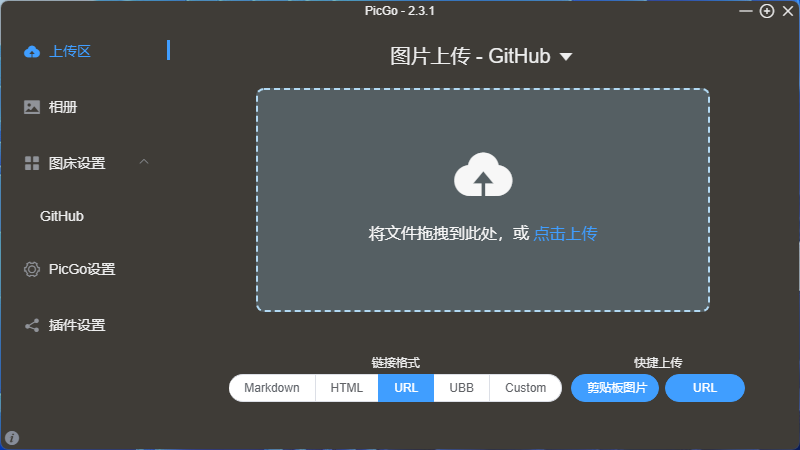 PicGo - 2.3.1
上传区
相册
图床设置
GitHub
PicGo设置
插件设置
图片上传 - GitHub
将文件拖拽到此处，或 点击上传
链接格式
Markdown HTML URL UBB Custom
快捷上传
剪贴板图片 URL